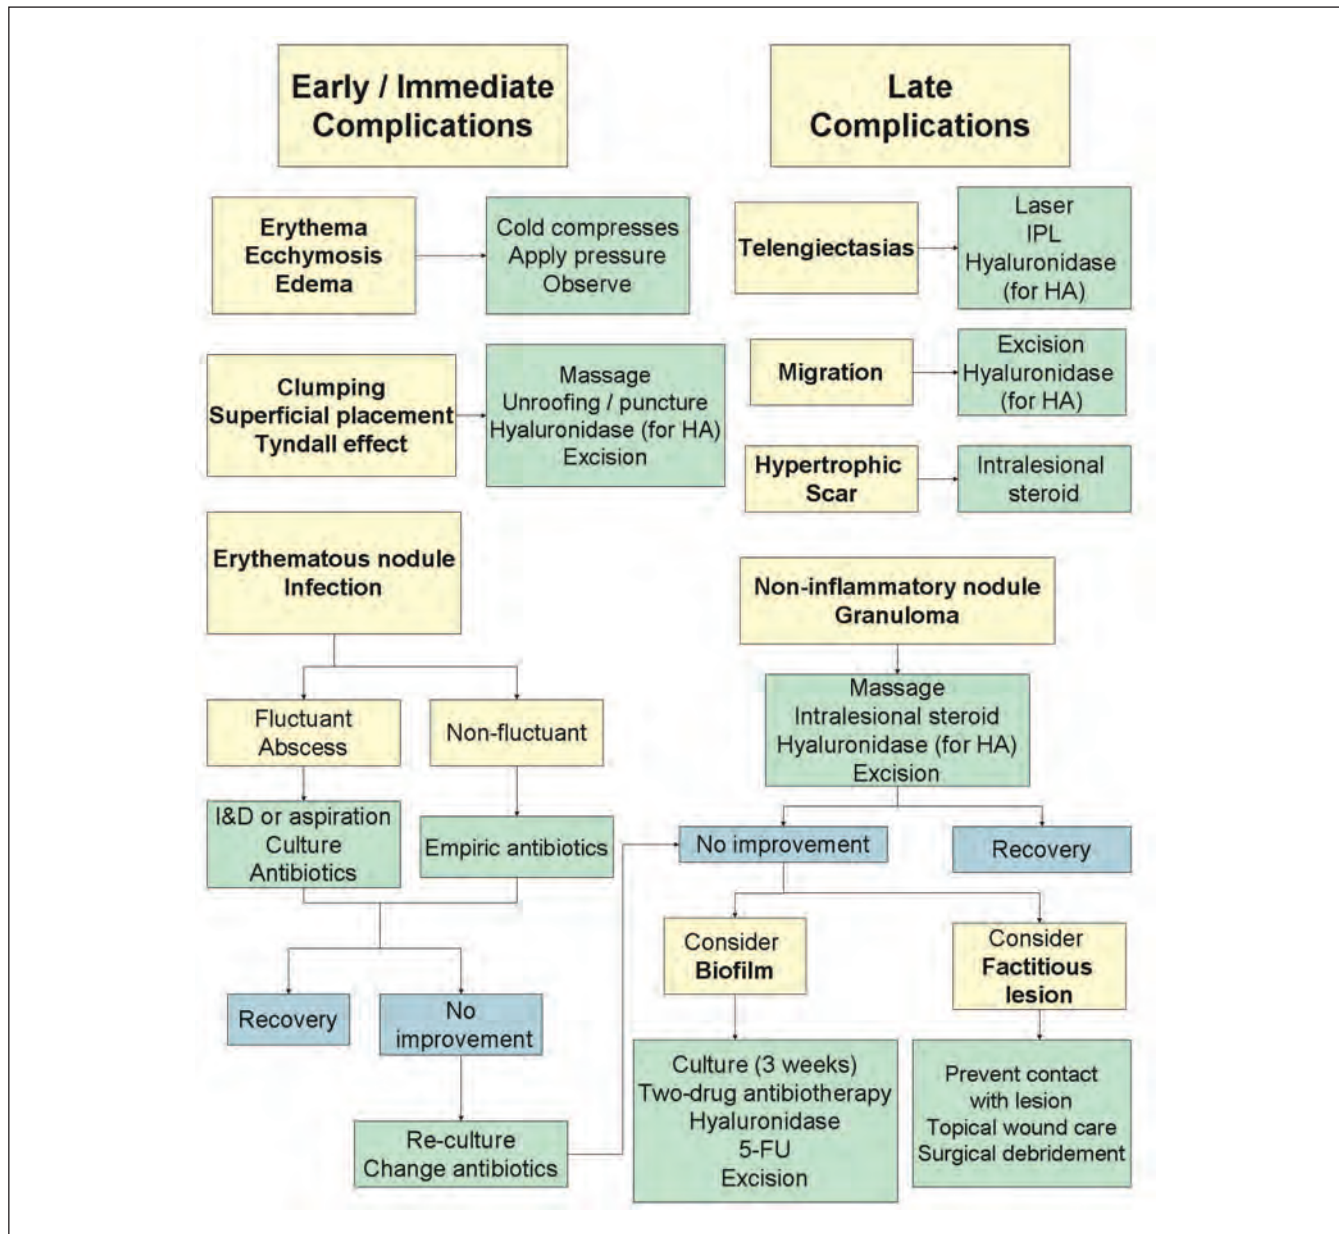 Early / Immediate
Complications
Erythema
Ecchymosis
Edema
Cold compresses
Apply pressure
Observe
Clumping
Superficial placement
Tyndall effect
Massage
Unroofing / puncture
Hyaluronidase (for HA)
Excision
Erythematous nodule
Infection
Fluctuant
Abscess
Non-fluctuant
I&D or aspiration
Culture
Antibiotics
Empiric antibiotics
Recovery
No
improvement
Re-culture
Change antibiotics
Late
Complications
Telengiectasias
Laser
IPL
Hyaluronidase
(for HA)
Migration
Excision
Hyaluronidase
(for HA)
Hypertrophic
Scar
Intralesional
steroid
Non-inflammatory nodule
Granuloma
Massage
Intralesional steroid
Hyaluronidase (for HA)
Excision
No improvement
Recovery
Consider
Biofilm
Consider
Factitious
lesion
Culture (3 weeks)
Two-drug antibiotherapy
Hyaluronidase
5-FU
Excision
Prevent contact
with lesion
Topical wound care
Surgical debridement